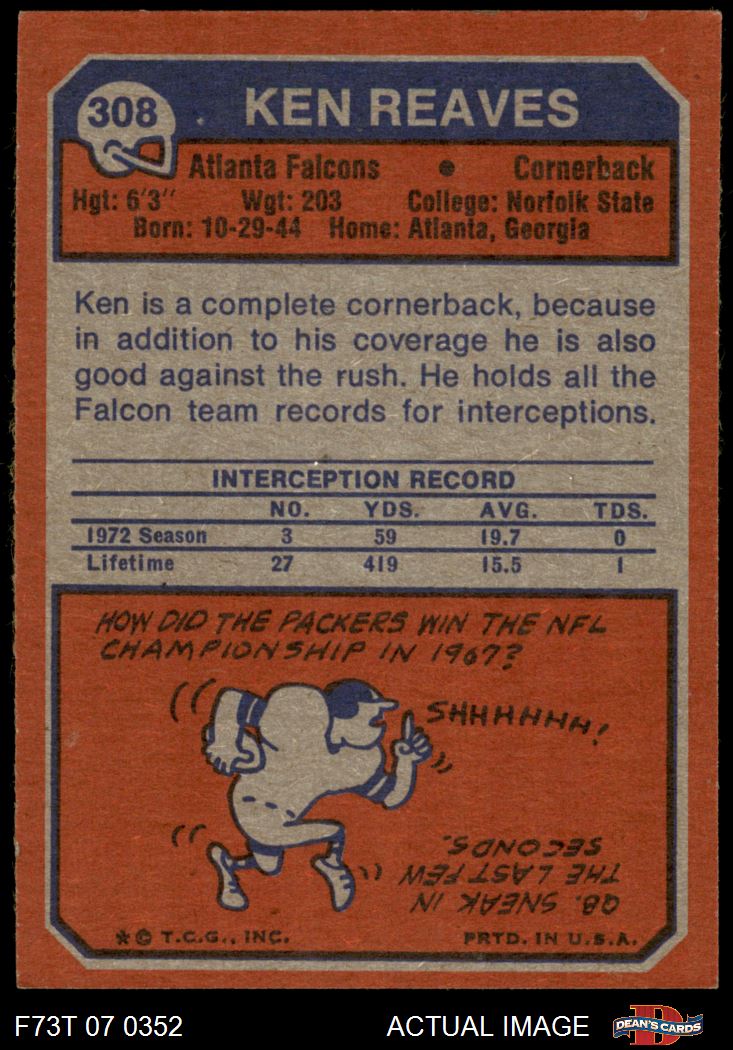 308
KEN REAVES
Atlanta Falcons • Cornerback
Hgt: 6'3" Wgt: 203 College: Norfolk State
Born: 10-29-44 Home: Atlanta, Georgia
Ken is a complete cornerback, because
in addition to his coverage he is also
good against the rush. He holds all the
Falcon team records for interceptions.
INTERCEPTION RECORD
NO. YDS. AVG. TDS.
1972 Season 3 59 19.7 0
Lifetime 27 419 15.5 1
HOW DID THE PACKERS WIN THE NFL
CHAMPIONSHIP IN 1967?
SHHHHHH!
QB. SNEAK IN
THE LAST FEW
SECONDS.
* © T.C.G., INC. PRTD. IN U.S.A.
F73T 07 0352 ACTUAL IMAGE
D
DEAN'S CARDS